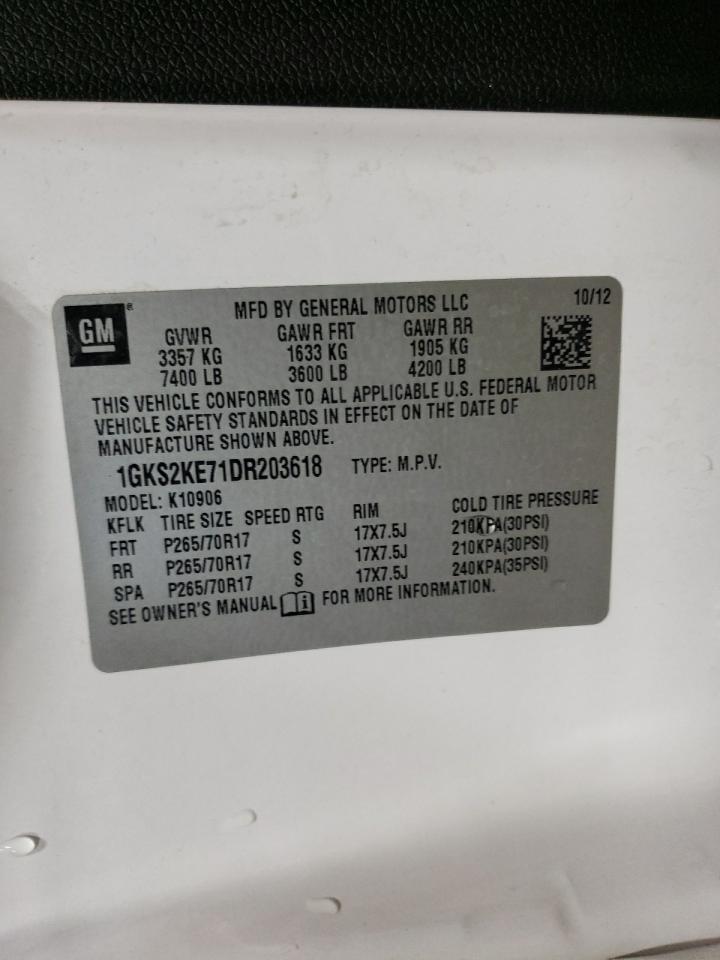 GM ®
MFD BY GENERAL MOTORS LLC 10/12
GVWR GAWR FRT GAWR RR
3357 KG 1633 KG 1905 KG
7400 LB 3600 LB 4200 LB
THIS VEHICLE CONFORMS TO ALL APPLICABLE U.S. FEDERAL MOTOR
VEHICLE SAFETY STANDARDS IN EFFECT ON THE DATE OF
MANUFACTURE SHOWN ABOVE.
1GKS2KE71DR203618 TYPE: M.P.V.
MODEL: K10906
KFLK TIRE SIZE SPEED RTG RIM COLD TIRE PRESSURE
FRT P265/70R17 S 17X7.5J 210KPA(30PSI)
RR P265/70R17 S 17X7.5J 210KPA(30PSI)
SPA P265/70R17 S 17X7.5J 240KPA(35PSI)
SEE OWNER'S MANUAL i FOR MORE INFORMATION.